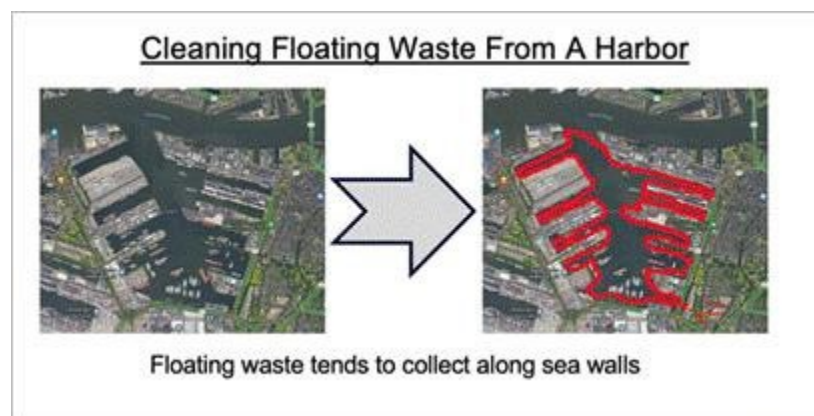 Cleaning Floating Waste From A Harbor
Floating waste tends to collect along sea walls